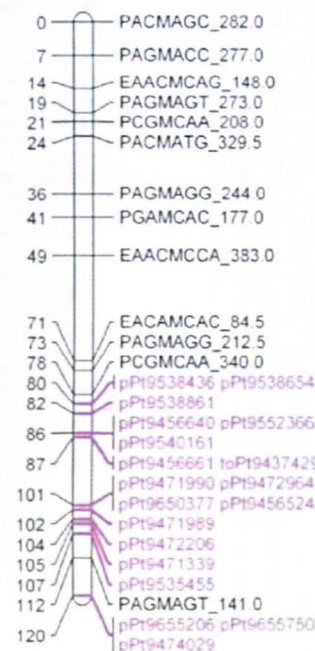 0 PACMAGC_282.0
7 PAGMACC_277.0
14 EAACMCAG_148.0
19 PAGMAGT_273.0
21 PCGMCAA_208.0
24 PACMATG_329.5
36 PAGMAGG_244.0
41 PGAMCAC_177.0
49 EAACMCCA_383.0
71 EACAMCAC_84.5
73 PAGMAGG_212.5
78 PCGMCAA_340.0
80 pPt9538436 pPt9538654
82 pPt9538861
86 pPt9456640 pPt9552366
pPt9540161
87 pPt9456661 toPt9437429
101 pPt9471990 pPt9472964
pPt9650377 pPt9456524
102 pPt9471989
104 pPt9472206
105 pPt9471339
107 pPt9535455
112 PAGMAGT_141.0
120 pPt9655206 pPt9655750
pPt9474029